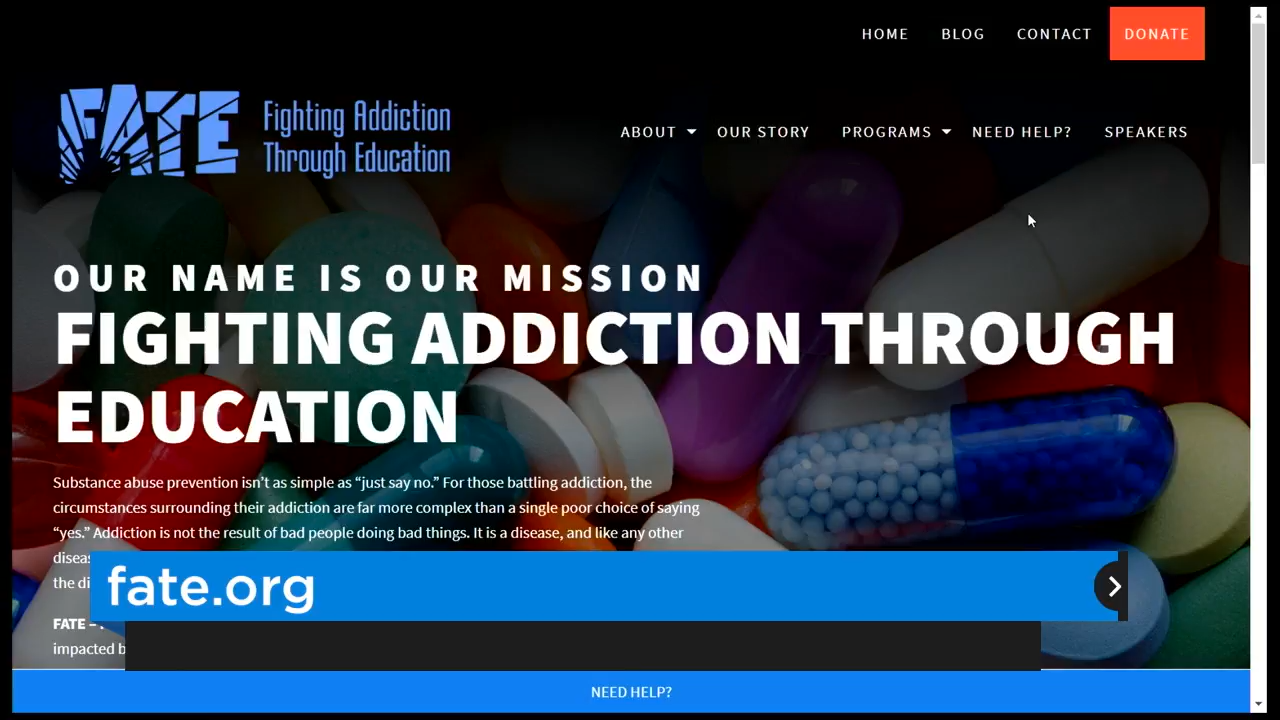 HOME BLOG CONTACT DONATE
FATE Fighting Addiction
Through Education
ABOUT OUR STORY PROGRAMS NEED HELP? SPEAKERS
OUR NAME IS OUR MISSION
FIGHTING ADDICTION THROUGH
EDUCATION
Substance abuse prevention isn’t as simple as “just say no.” For those battling addiction, the
circumstances surrounding their addiction are far more complex than a single poor choice of saying
“yes.” Addiction is not the result of bad people doing bad things. It is a disease, and like any other
the
fate.org
FATE –
impacted
NEED HELP?